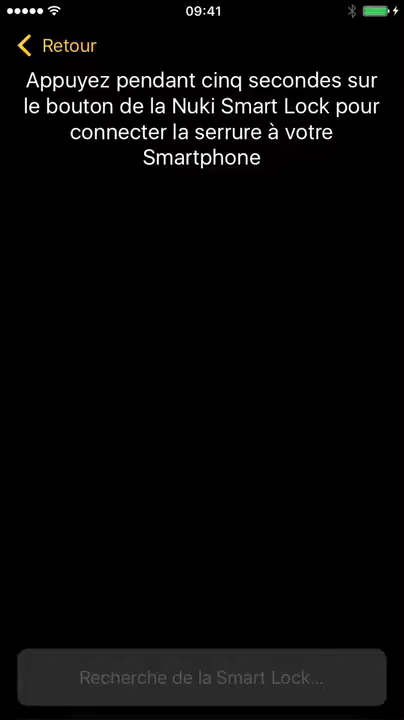 09:41
Retour
Appuyez pendant cinq secondes sur
le bouton de la Nuki Smart Lock pour
connecter la serrure à votre
Smartphone
Recherche de la Smart Lock...